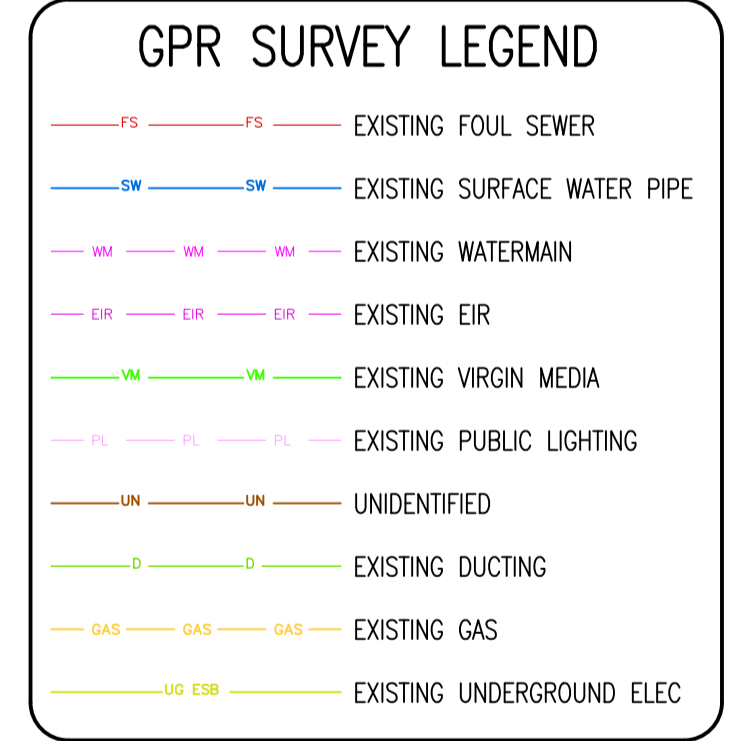 GPR SURVEY LEGEND
FS FS EXISTING FOUL SEWER
SW SW EXISTING SURFACE WATER PIPE
WM WM WM EXISTING WATERMAIN
EIR EIR EIR EXISTING EIR
VM VM EXISTING VIRGIN MEDIA
PL PL PL EXISTING PUBLIC LIGHTING
UN UN UNIDENTIFIED
D D EXISTING DUCTING
GAS GAS GAS EXISTING GAS
UG ESB EXISTING UNDERGROUND ELEC